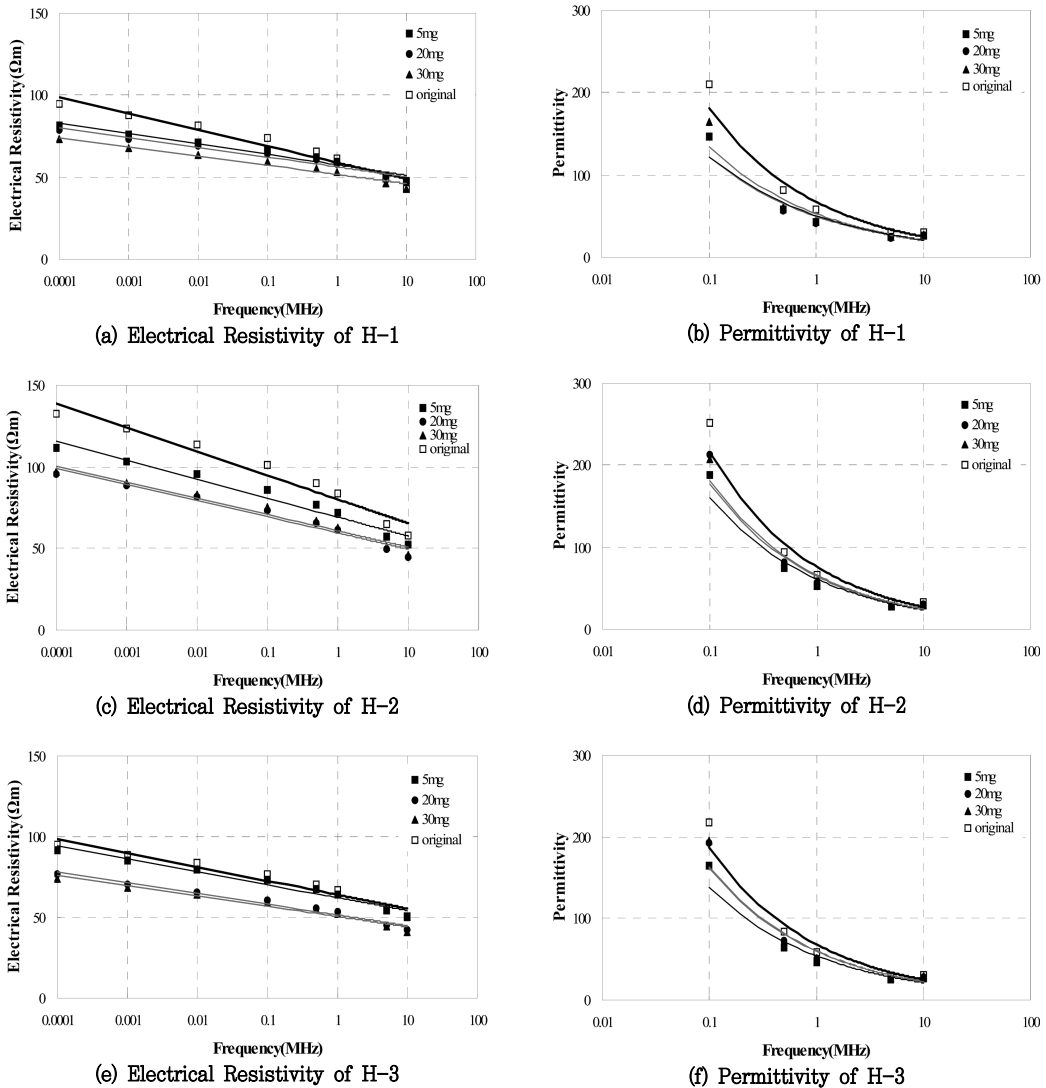 150
100
50
0
Electrical Resistivity(Ωm)
0.0001 0.001 0.01 0.1 1 10 100
Frequency(MHz)
5mg
20mg
30mg
original
(a) Electrical Resistivity of H-1
300
200
100
0
Permittivity
0.01 0.1 1 10 100
Frequency(MHz)
5mg
20mg
30mg
original
(b) Permittivity of H-1
150
100
50
0
Electrical Resistivity(Ωm)
0.0001 0.001 0.01 0.1 1 10 100
Frequency(MHz)
5mg
20mg
30mg
original
(c) Electrical Resistivity of H-2
300
200
100
0
Permittivity
0.01 0.1 1 10 100
Frequency(MHz)
5mg
20mg
30mg
original
(d) Permittivity of H-2
150
100
50
0
Electrical Resistivity(Ωm)
0.0001 0.001 0.01 0.1 1 10 100
Frequency(MHz)
5mg
20mg
30mg
original
(e) Electrical Resistivity of H-3
300
200
100
0
Permittivity
0.01 0.1 1 10 100
Frequency(MHz)
5mg
20mg
30mg
original
(f) Permittivity of H-3